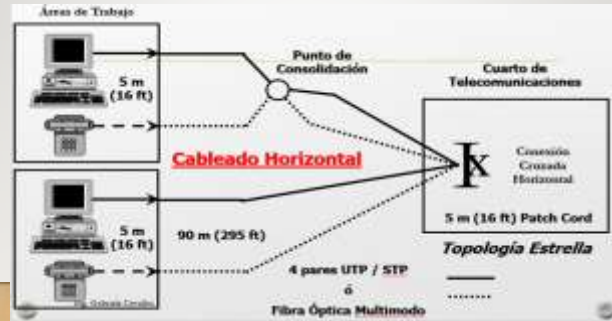 Áreas de Trabajo
5 m
(16 ft)
Punto de
Consolidación
Cuarto de
Telecomunicaciones
Cableado Horizontal
Conexión
Cruzada
Horizontal
5 m
(16 ft)
90 m (295 ft)
5 m (16 ft) Patch Cord
Topología Estrella
4 pares UTP / STP
ó
Fibra Óptica Multimodo